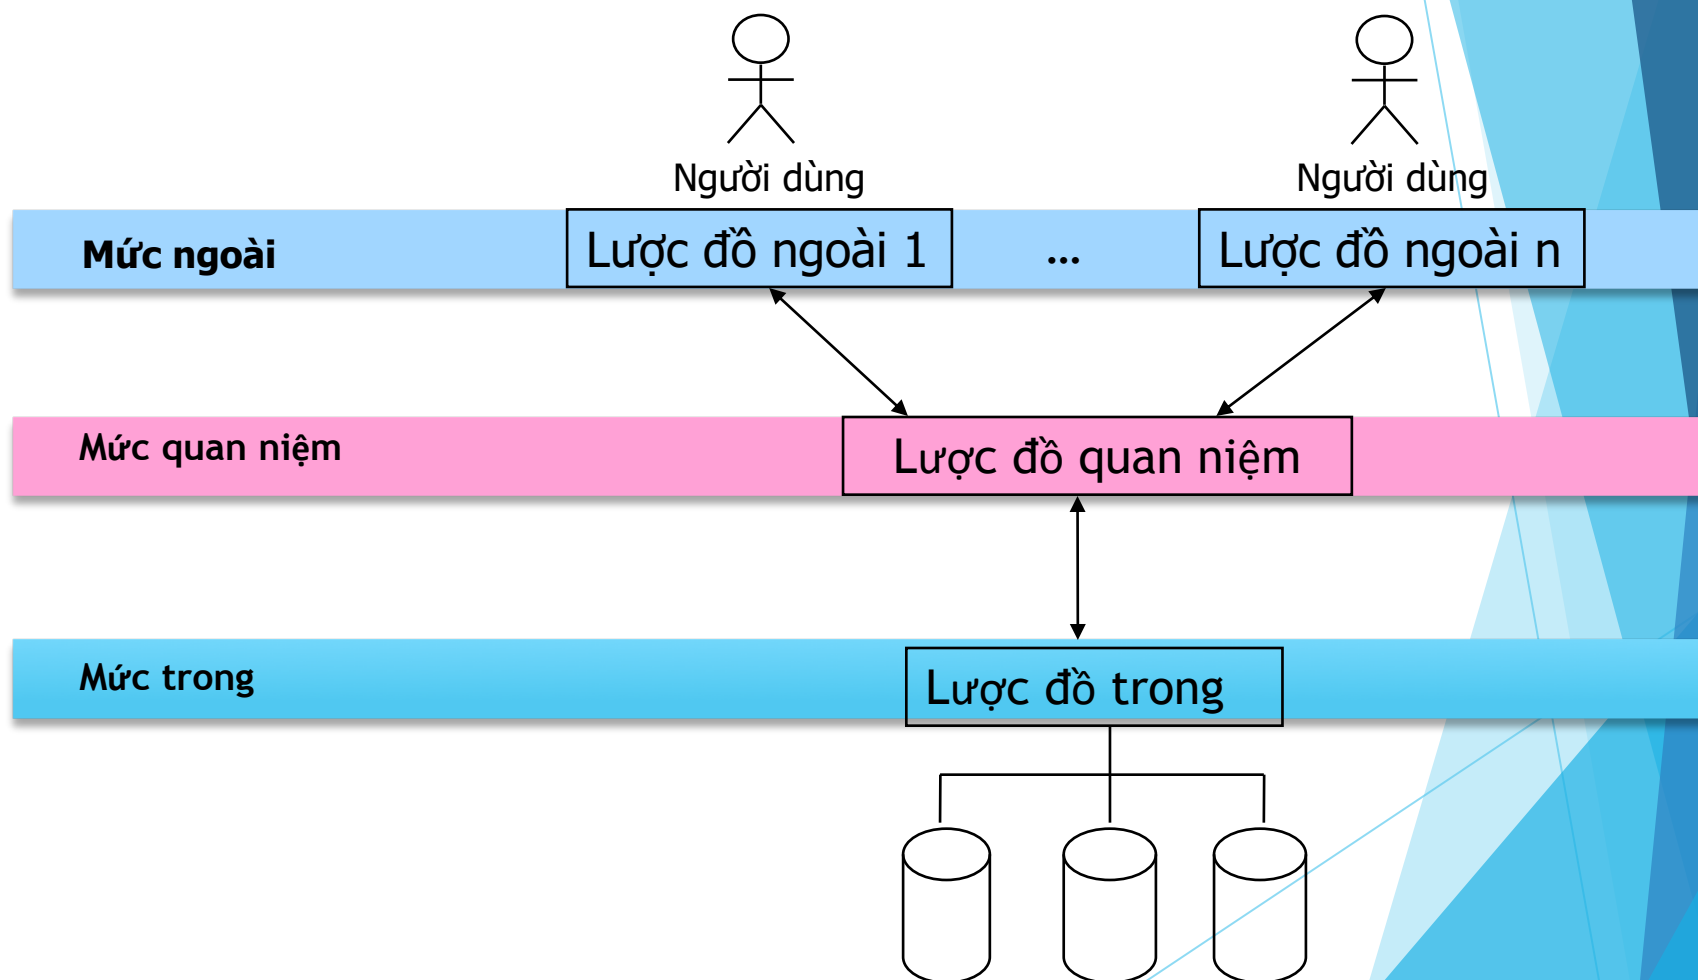 Người dùng
Người dùng
Mức ngoài
Lược đồ ngoài 1
...
Lược đồ ngoài n
Mức quan niệm
Lược đồ quan niệm
Mức trong
Lược đồ trong